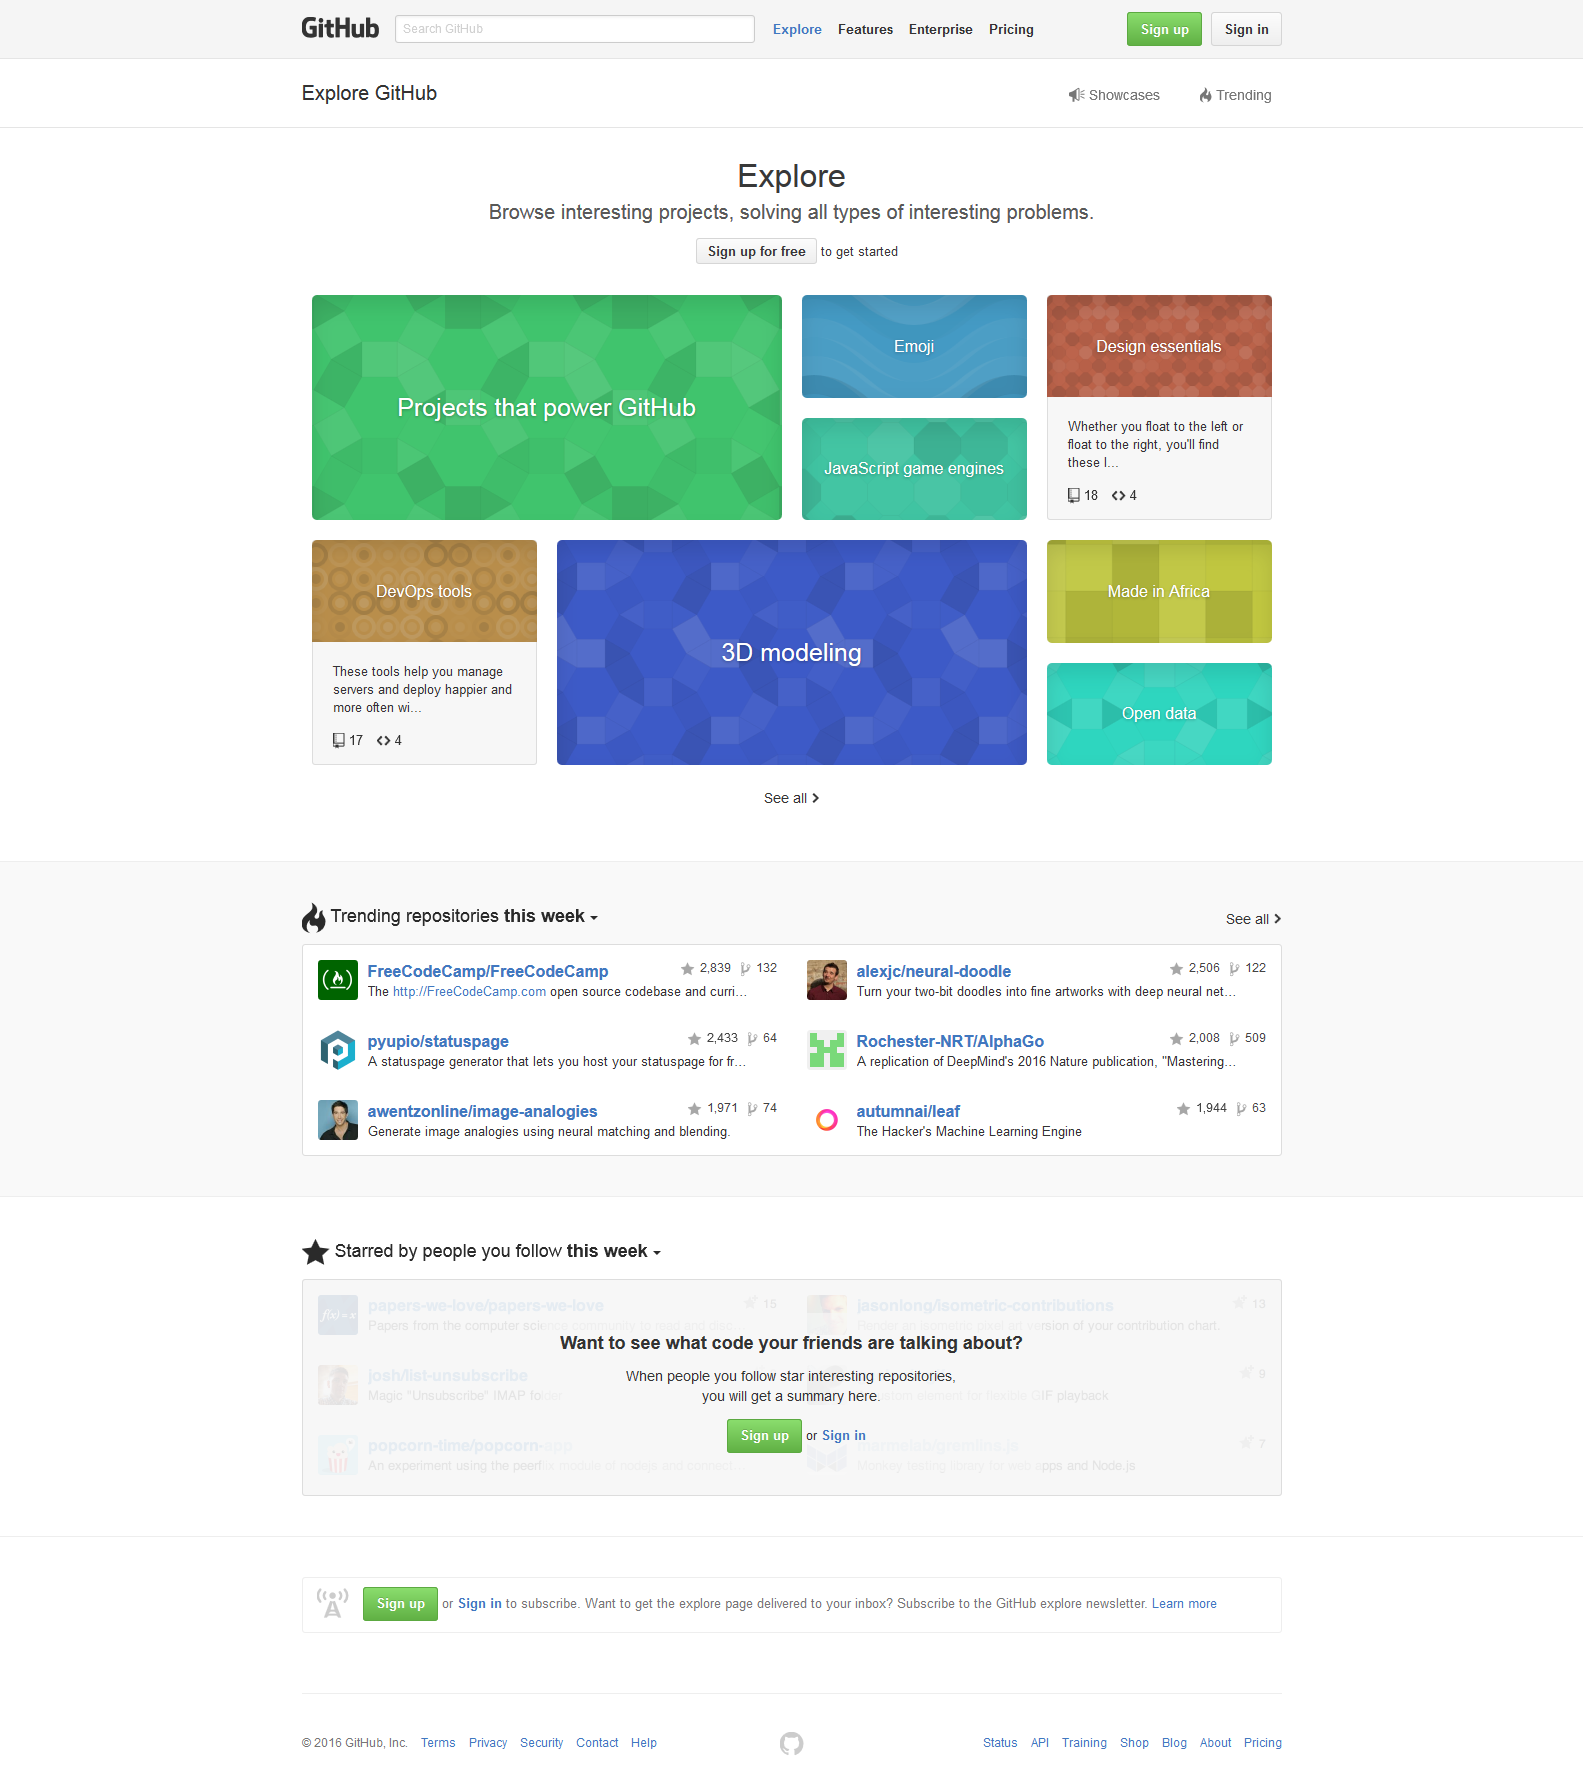 GitHub Search GitHub Explore Features Enterprise Pricing Sign up Sign in
Explore GitHub Showcases Trending
Explore
Browse interesting projects, solving all types of interesting problems.
Sign up for free to get started
Projects that power GitHub
Emoji
JavaScript game engines
Design essentials
Whether you float to the left or
float to the right, you'll find
these l...
18 4
DevOps tools
These tools help you manage
servers and deploy happier and
more often wi...
17 4
3D modeling
Made in Africa
Open data
See all
Trending repositories this week See all
FreeCodeCamp/FreeCodeCamp 2,839 132
The http://FreeCodeCamp.com open source codebase and curri...
alexjc/neural-doodle 2,506 122
Turn your two-bit doodles into fine artworks with deep neural net...
pyupio/statuspage 2,433 64
A statuspage generator that lets you host your statuspage for fr...
Rochester-NRT/AlphaGo 2,008 509
A replication of DeepMind's 2016 Nature publication, "Mastering...
awentzonline/image-analogies 1,971 74
Generate image analogies using neural matching and blending.
autumnai/leaf 1,944 63
The Hacker's Machine Learning Engine
Starred by people you follow this week
papers-we-love/papers-we-love 15
Papers from the computer science community to read and disc...
jasonlong/isometric-contributions 13
Render an isometric pixel art version of your contribution chart.
Want to see what code your friends are talking about?
josh/list-unsubscribe
Magic "Unsubscribe" IMAP folder
9
custom element for flexible GIF playback
When people you follow star interesting repositories,
you will get a summary here.
Sign up or Sign in
popcorn-time/popcorn-app
An experiment using the peerflix module of nodejs and connect...
marmelab/gremlins.js 7
Monkey testing library for web apps and Node.js
Sign up or Sign in to subscribe. Want to get the explore page delivered to your inbox? Subscribe to the GitHub explore newsletter. Learn more
© 2016 GitHub, Inc. Terms Privacy Security Contact Help Status API Training Shop Blog About Pricing